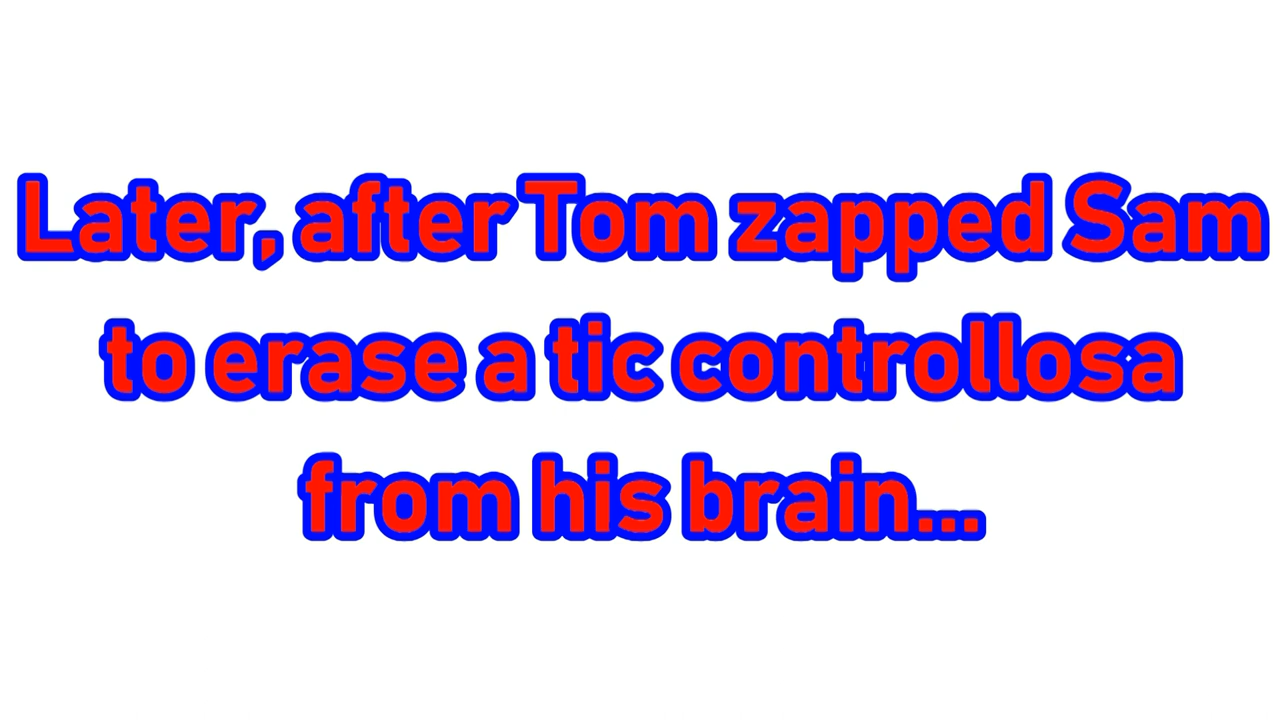 Later, after Tom zapped Sam
to erase a tic controllosa
from his brain...